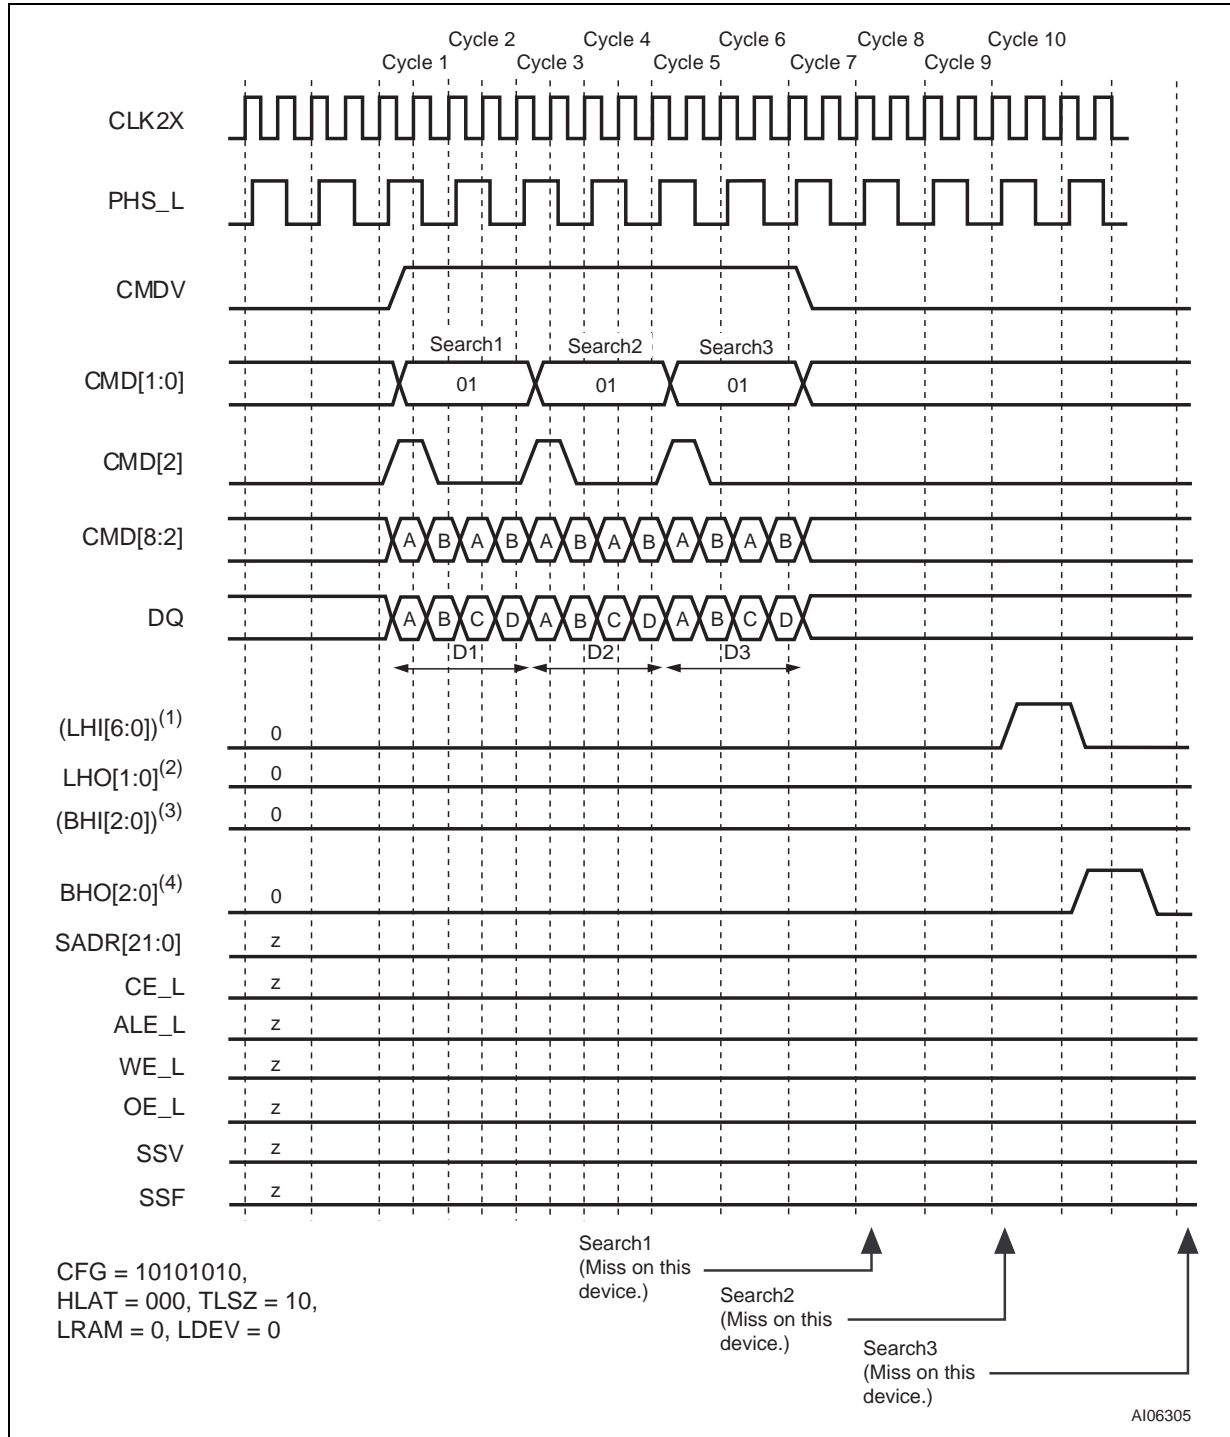 Cycle 2 Cycle 4 Cycle 6 Cycle 8 Cycle 10
Cycle 1 Cycle 3 Cycle 5 Cycle 7 Cycle 9
CLK2X
PHS_L
CMDV
Search1 Search2 Search3
CMD[1:0] 01 01 01
CMD[2]
CMD[8:2] A B A B A B A B A B A B
DQ A B C D A B C D A B C D
D1 D2 D3
(LHI[6:0])(1) 0
LHO[1:0](2) 0
(BHI[2:0])(3) 0
BHO[2:0](4) 0
SADR[21:0] z
CE_L z
ALE_L z
WE_L z
OE_L z
SSV z
SSF z
Search1
(Miss on this
device.)
Search2
(Miss on this
device.)
Search3
(Miss on this
device.)
CFG = 10101010,
HLAT = 000, TLSZ = 10,
LRAM = 0, LDEV = 0
AI06305